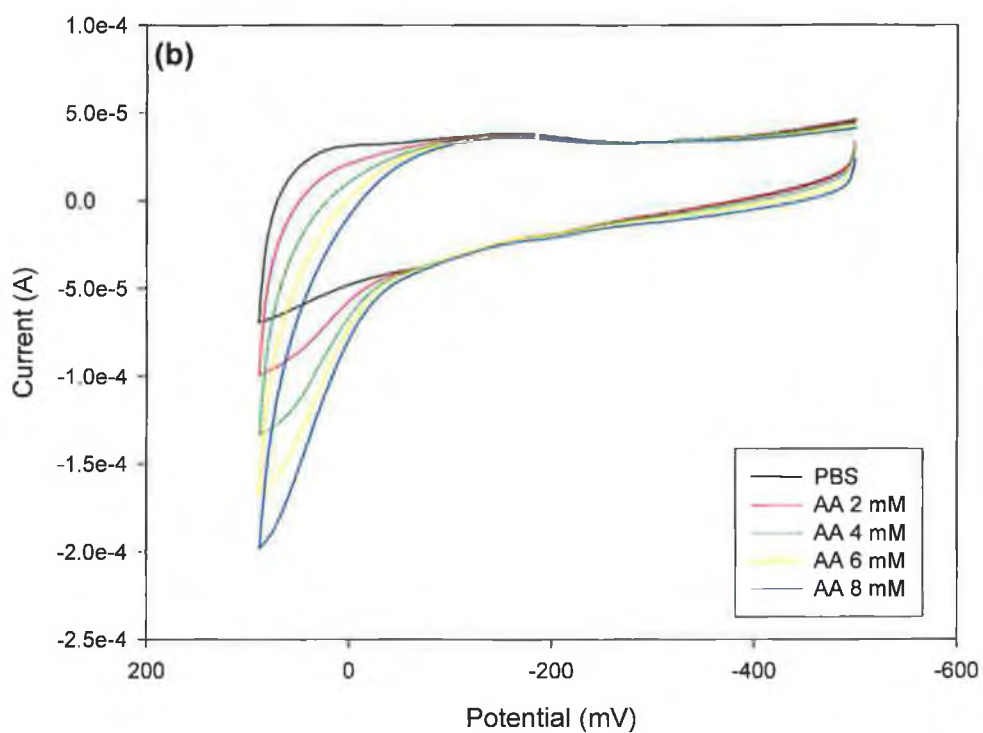 (b)
1.0e-4
5.0e-5
0.0
-5.0e-5
-1.0e-4
-1.5e-4
-2.0e-4
-2.5e-4
Current (A)
200
0
-200
-400
-600
Potential (mV)
PBS
AA 2 mM
AA 4 mM
AA 6 mM
AA 8 mM